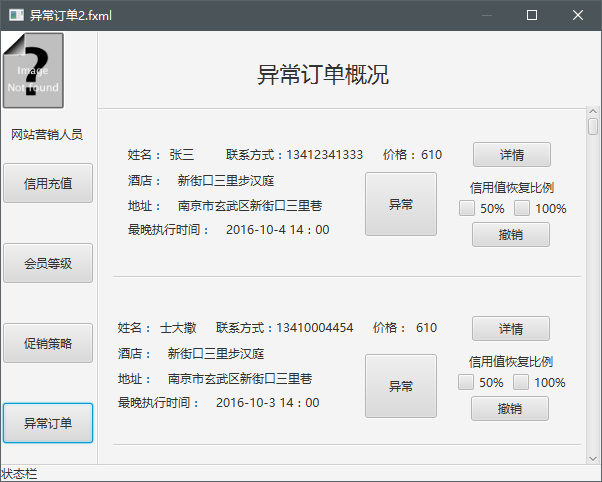 异常订单2.fxml
?
Image
Not found
网站营销人员
信用充值
会员等级
促销策略
异常订单
异常订单概况
姓名： 张三 联系方式：13412341333 价格：610 详情
酒店： 新街口三里步汉庭
地址： 南京市玄武区新街口三里巷
最晚执行时间： 2016-10-4 14：00
异常
信用值恢复比例
50% 100%
撤销
姓名： 士大撒 联系方式：13410004454 价格： 610 详情
酒店： 新街口三里步汉庭
地址： 南京市玄武区新街口三里巷
最晚执行时间： 2016-10-3 14：00
异常
信用值恢复比例
50% 100%
撤销
状态栏